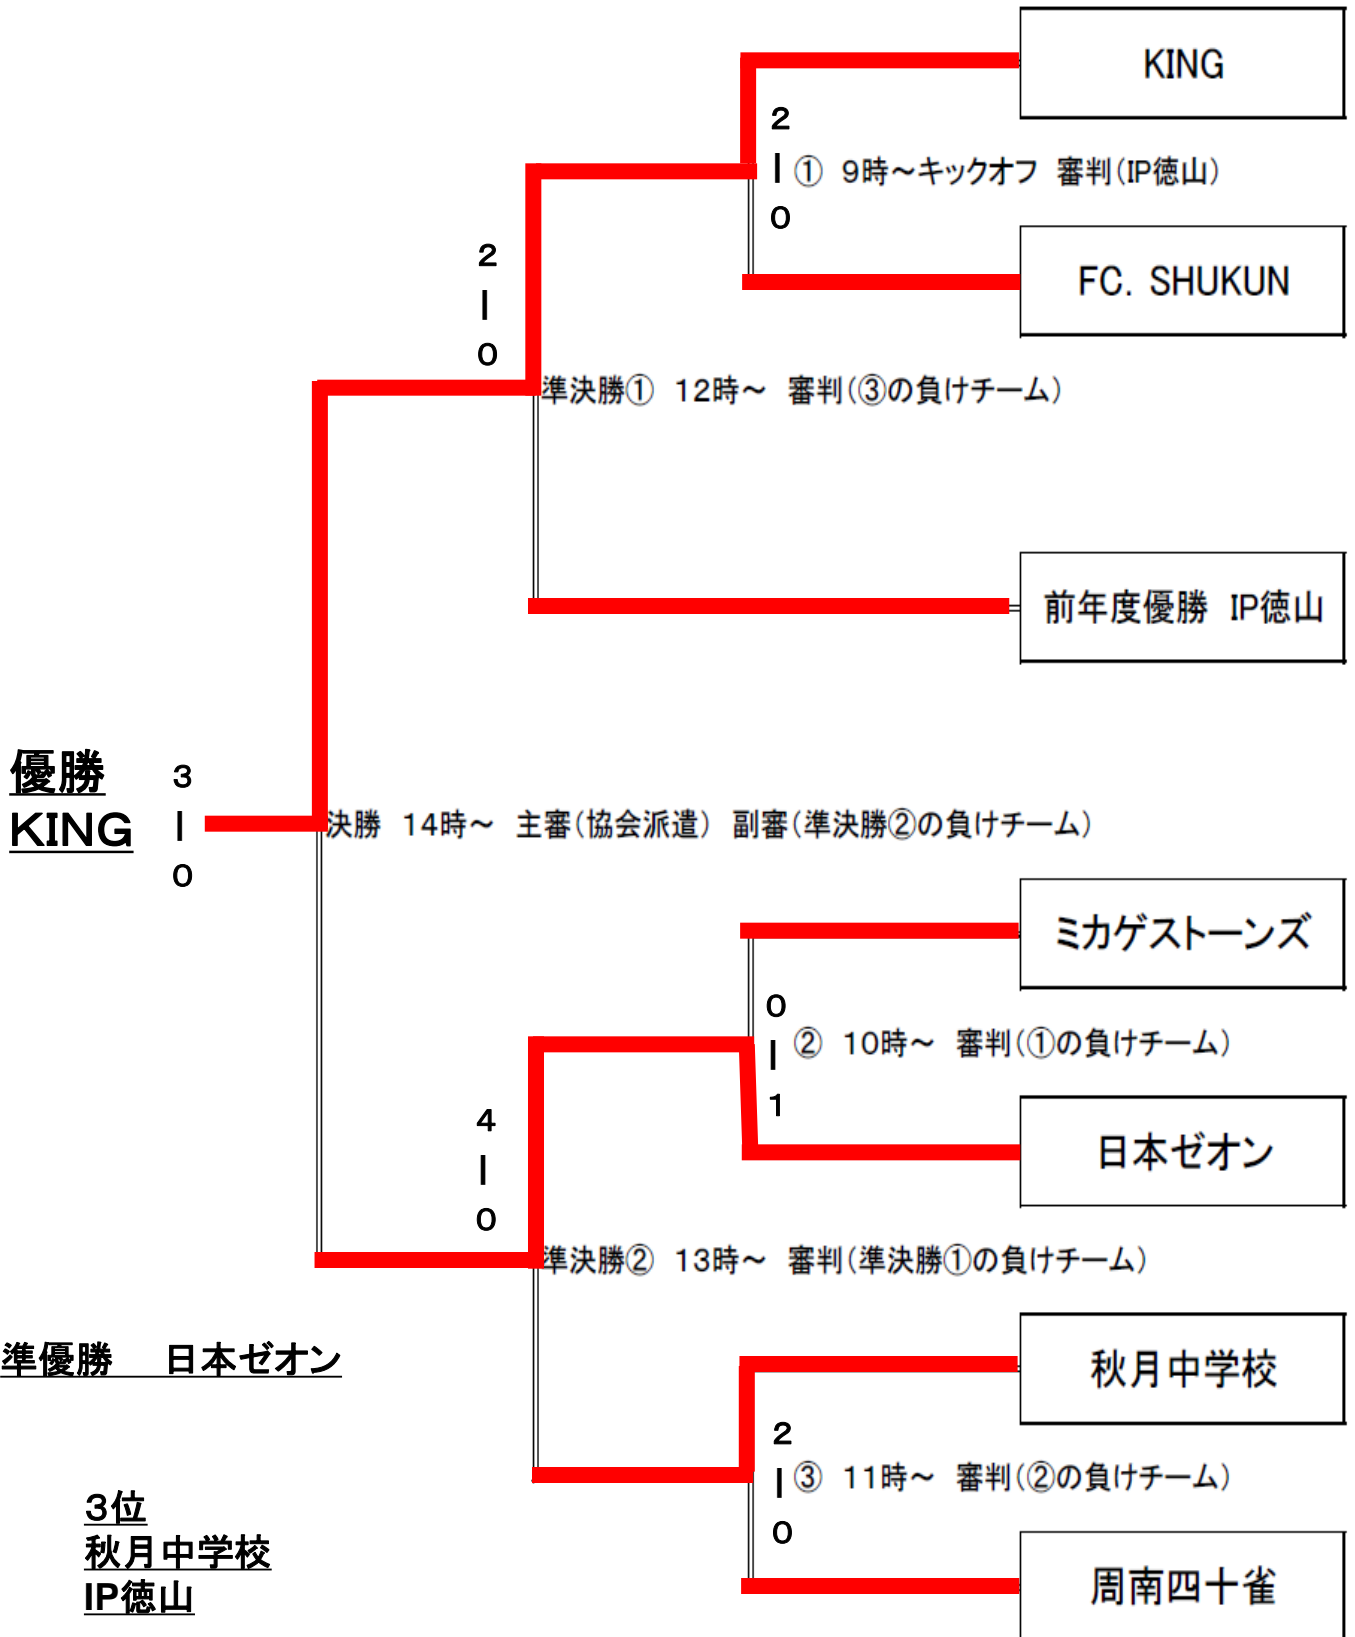 KING
2
|
0
① 9時～キックオフ 審判(IP徳山)
FC. SHUKUN
2
|
0
準決勝① 12時～ 審判(③の負けチーム)
前年度優勝 IP徳山
優勝
KING
3
|
0
決勝 14時～ 主審(協会派遣) 副審(準決勝②の負けチーム)
ミカゲストーンズ
0
|
1
② 10時～ 審判(①の負けチーム)
日本ゼオン
4
|
0
準決勝② 13時～ 審判(準決勝①の負けチーム)
準優勝 日本ゼオン
秋月中学校
2
|
0
③ 11時～ 審判(②の負けチーム)
周南四十雀
3位
秋月中学校
IP徳山